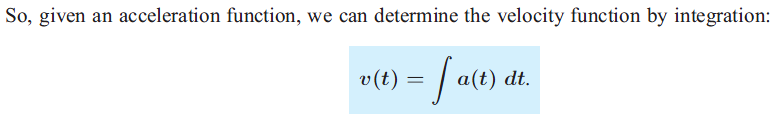 So, given an acceleration function, we can determine the velocity function by integration:
v(t) = ∫ a(t) dt.